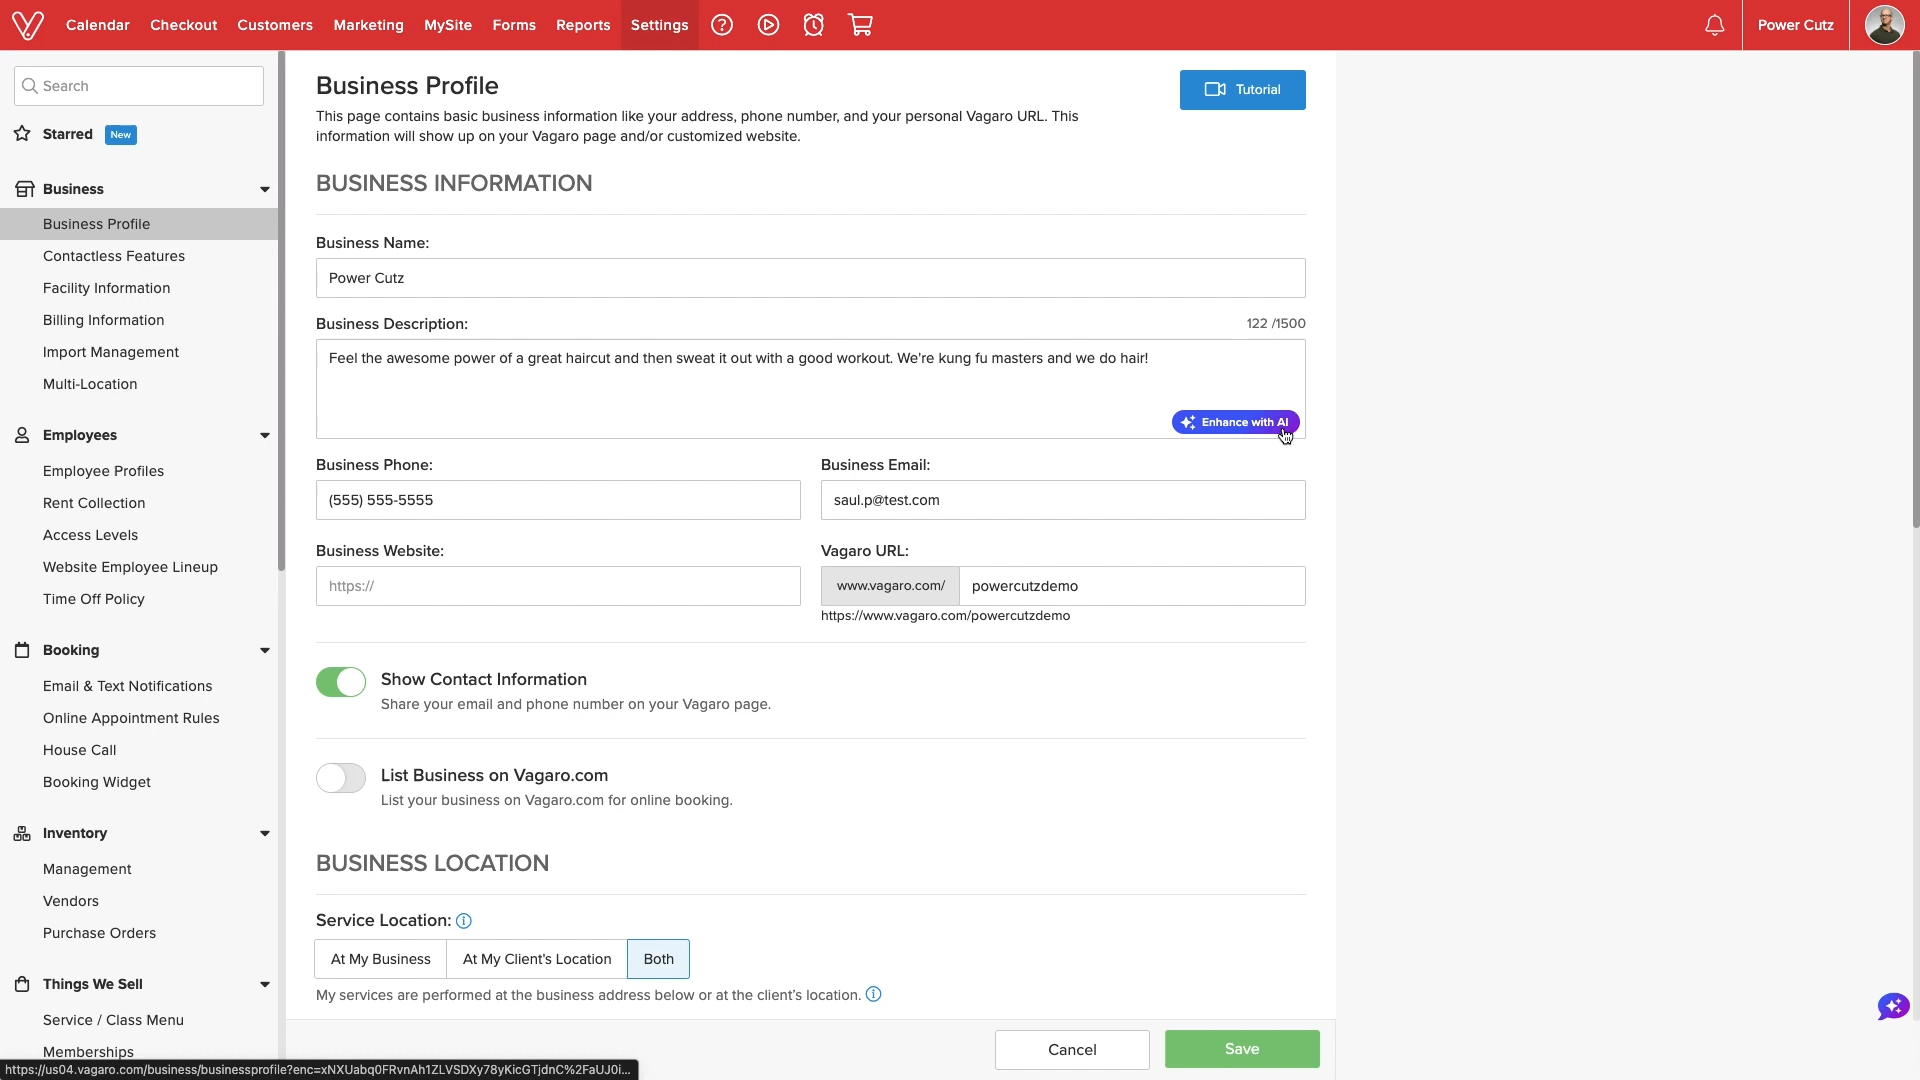 Calendar Checkout Customers Marketing MySite Forms Reports Settings Power Cutz
Search
Starred New
Business
Business Profile
Contactless Features
Facility Information
Billing Information
Import Management
Multi-Location
Employees
Employee Profiles
Rent Collection
Access Levels
Website Employee Lineup
Time Off Policy
Booking
Email & Text Notifications
Online Appointment Rules
House Call
Booking Widget
Inventory
Management
Vendors
Purchase Orders
Things We Sell
Service / Class Menu
Memberships
Business Profile
Tutorial
This page contains basic business information like your address, phone number, and your personal Vagaro URL. This
information will show up on your Vagaro page and/or customized website.
BUSINESS INFORMATION
Business Name:
Power Cutz
Business Description: 122 /1500
Feel the awesome power of a great haircut and then sweat it out with a good workout. We're kung fu masters and we do hair!
Enhance with AI
Business Phone: Business Email:
(555) 555-5555 saul.p@test.com
Business Website: Vagaro URL:
https:// www.vagaro.com/ powercutzdemo
https://www.vagaro.com/powercutzdemo
Show Contact Information
Share your email and phone number on your Vagaro page.
List Business on Vagaro.com
List your business on Vagaro.com for online booking.
BUSINESS LOCATION
Service Location:
At My Business At My Client's Location Both
My services are performed at the business address below or at the client's location.
Cancel Save
https://us04.vagaro.com/business/businessprofile?enc=xNXUabq0FRvnAh1ZLVSDXy78yKicGTjdnC%2FaUJ0i...